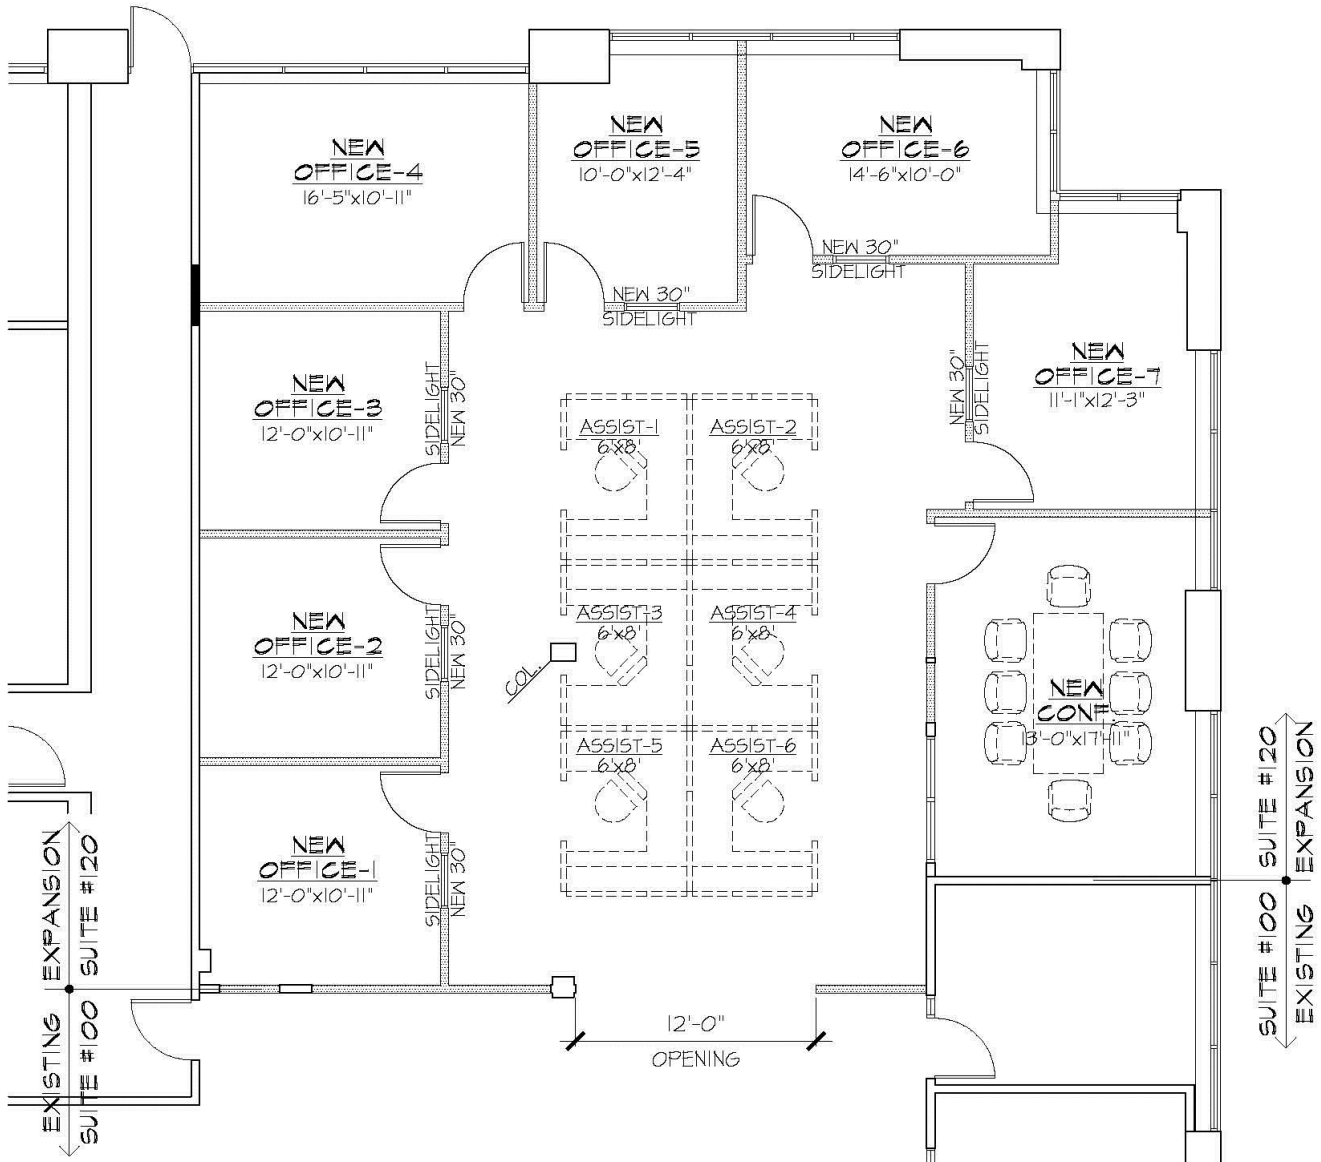 NEW
OFFICE-4
16'-5"x10'-11"
NEW
OFFICE-5
10'-0"x12'-4"
NEW
OFFICE-6
14'-6"x10'-0"
NEW 30"
SIDELIGHT
NEW 30"
SIDELIGHT
NEW
OFFICE-3
12'-0"x10'-11"
SIDELIGHT
NEW 30"
NEW 30"
SIDELIGHT
NEW
OFFICE-7
11'-1"x12'-3"
ASSIST-1
6'x8'
ASSIST-2
6'x8'
NEW
OFFICE-2
12'-0"x10'-11"
SIDELIGHT
NEW 30"
COL.
ASSIST-3
6'x8'
ASSIST-4
6'x8'
NEW
CONF.
13'-0"x17'-11"
ASSIST-5
6'x8'
ASSIST-6
6'x8'
NEW
OFFICE-1
12'-0"x10'-11"
SIDELIGHT
NEW 30"
EXPANSION
SUITE #120
EXISTING
SUITE #100
SUITE #120
EXPANSION
SUITE #100
EXISTING
12'-0"
OPENING